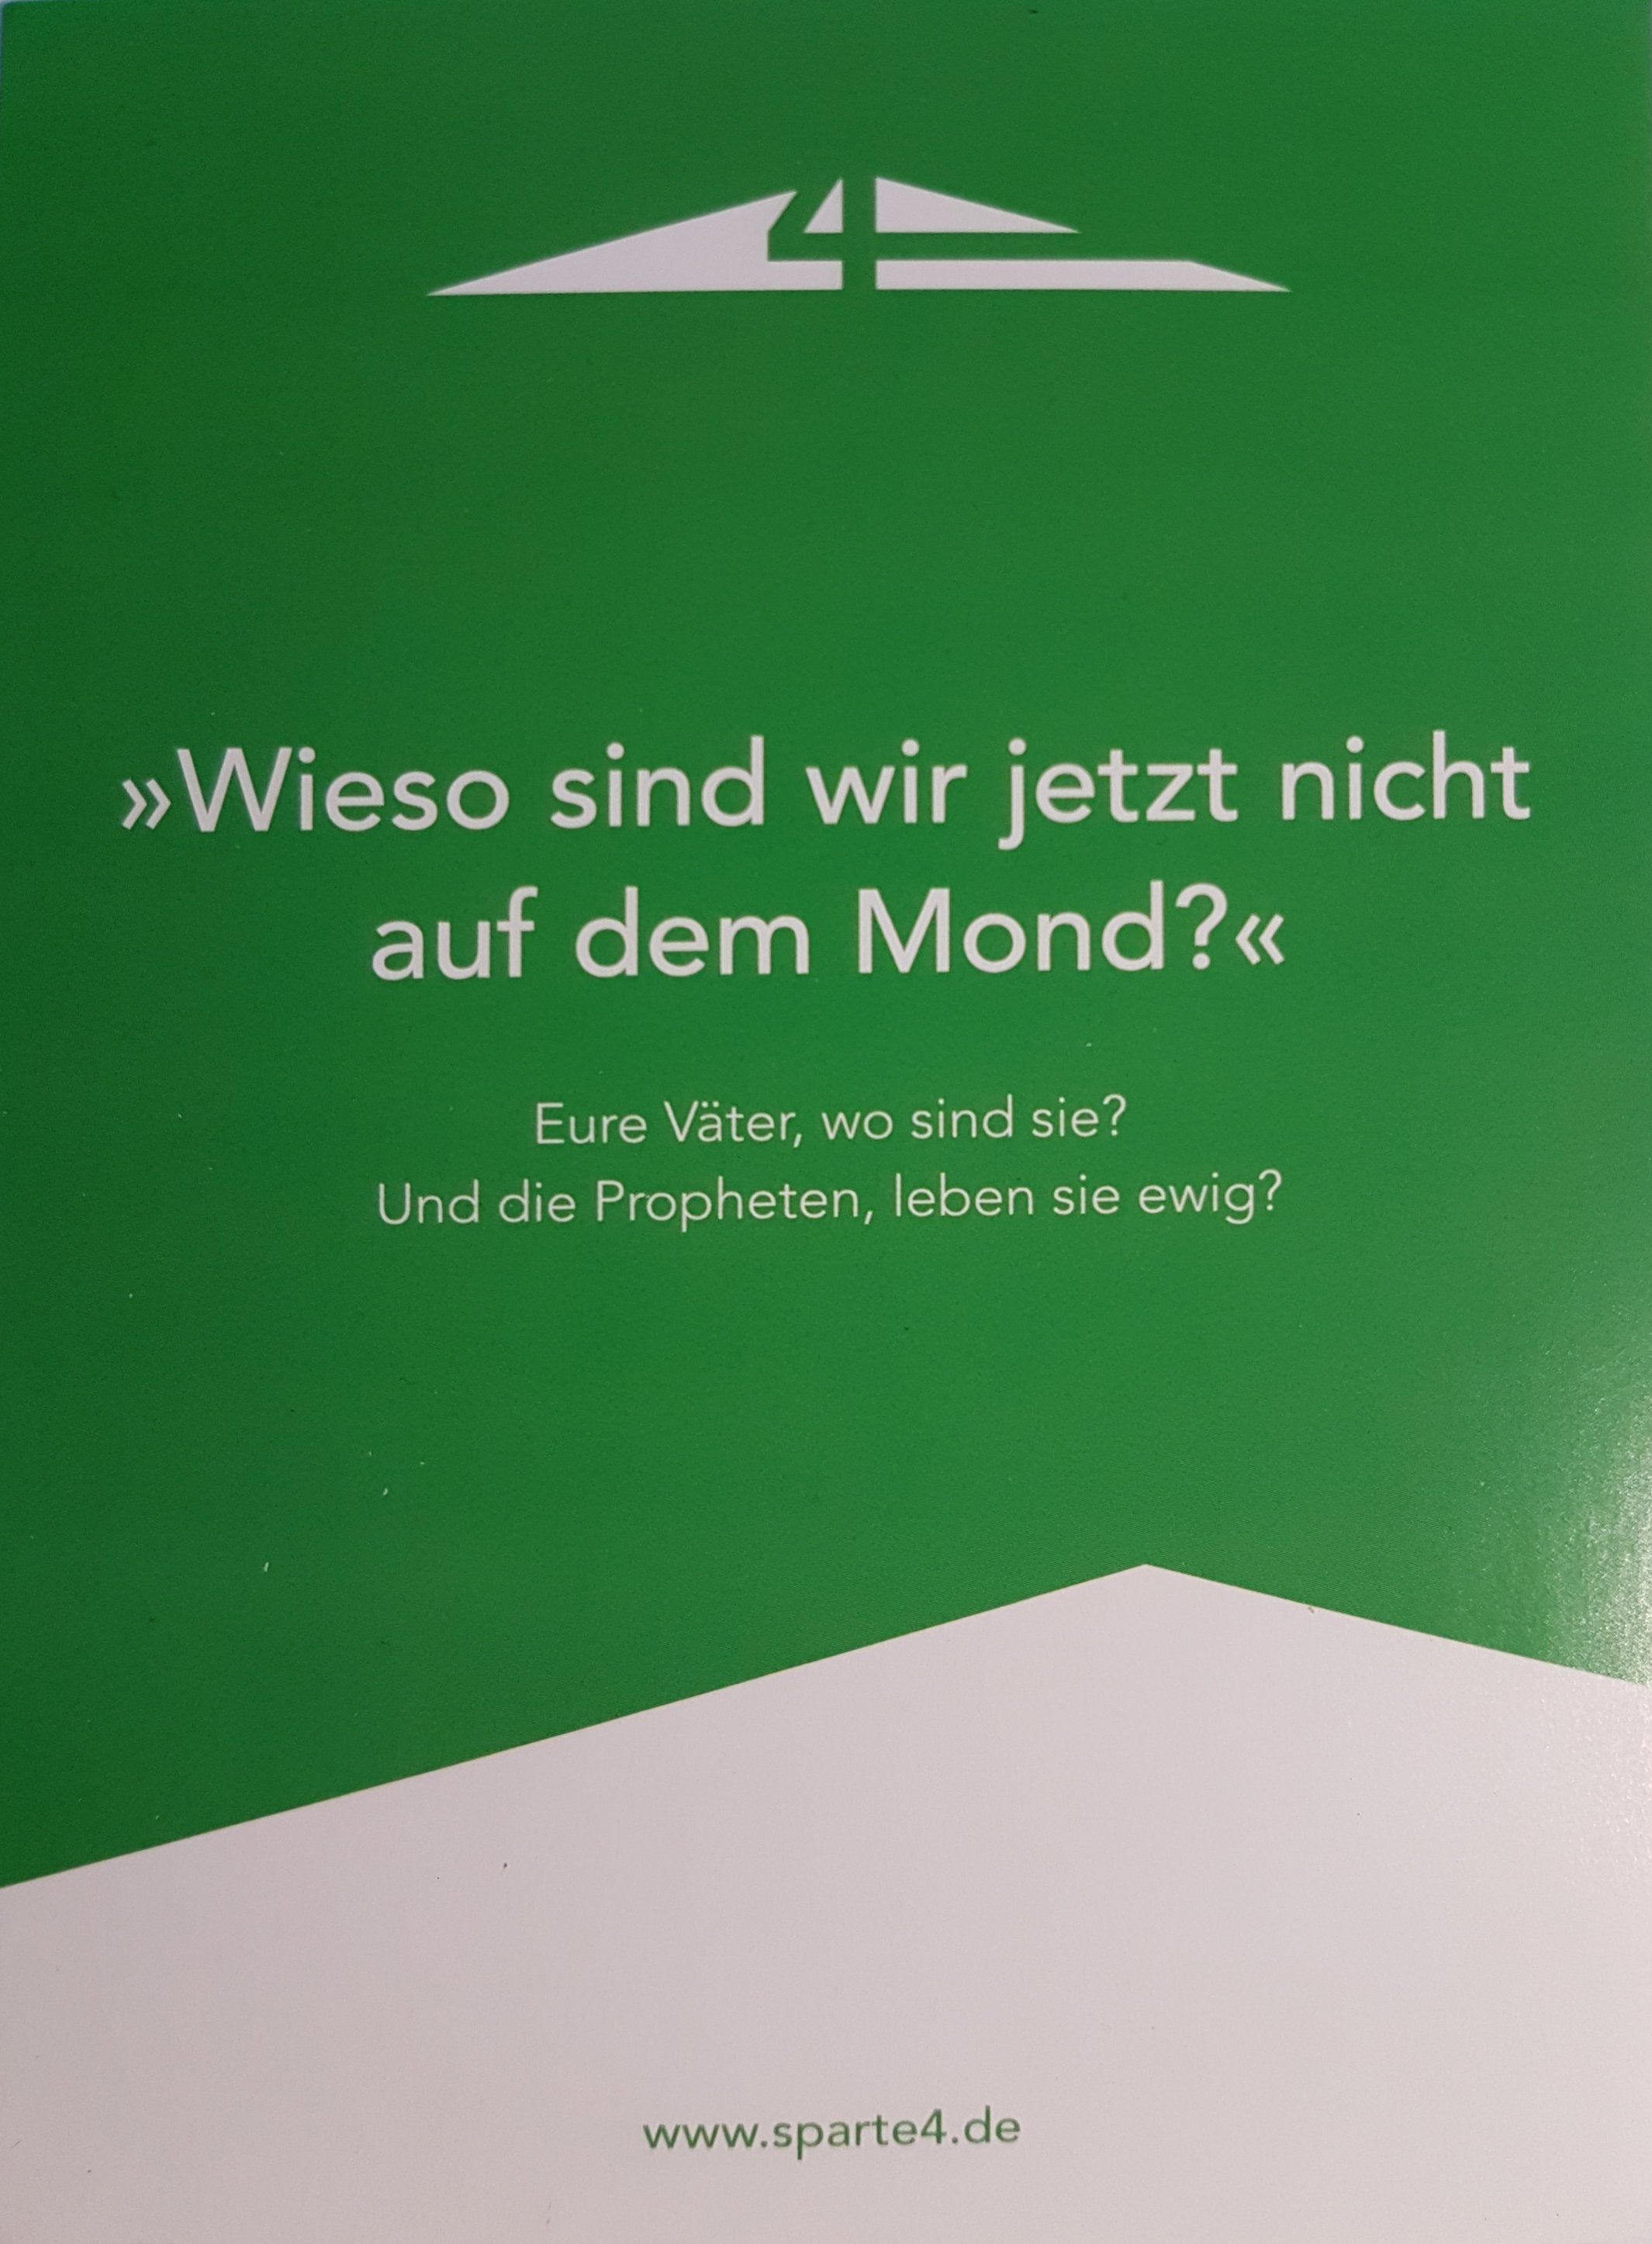 4
»Wieso sind wir jetzt nicht
auf dem Mond?«
Eure Väter, wo sind sie?
Und die Propheten, leben sie ewig?
www.sparte4.de